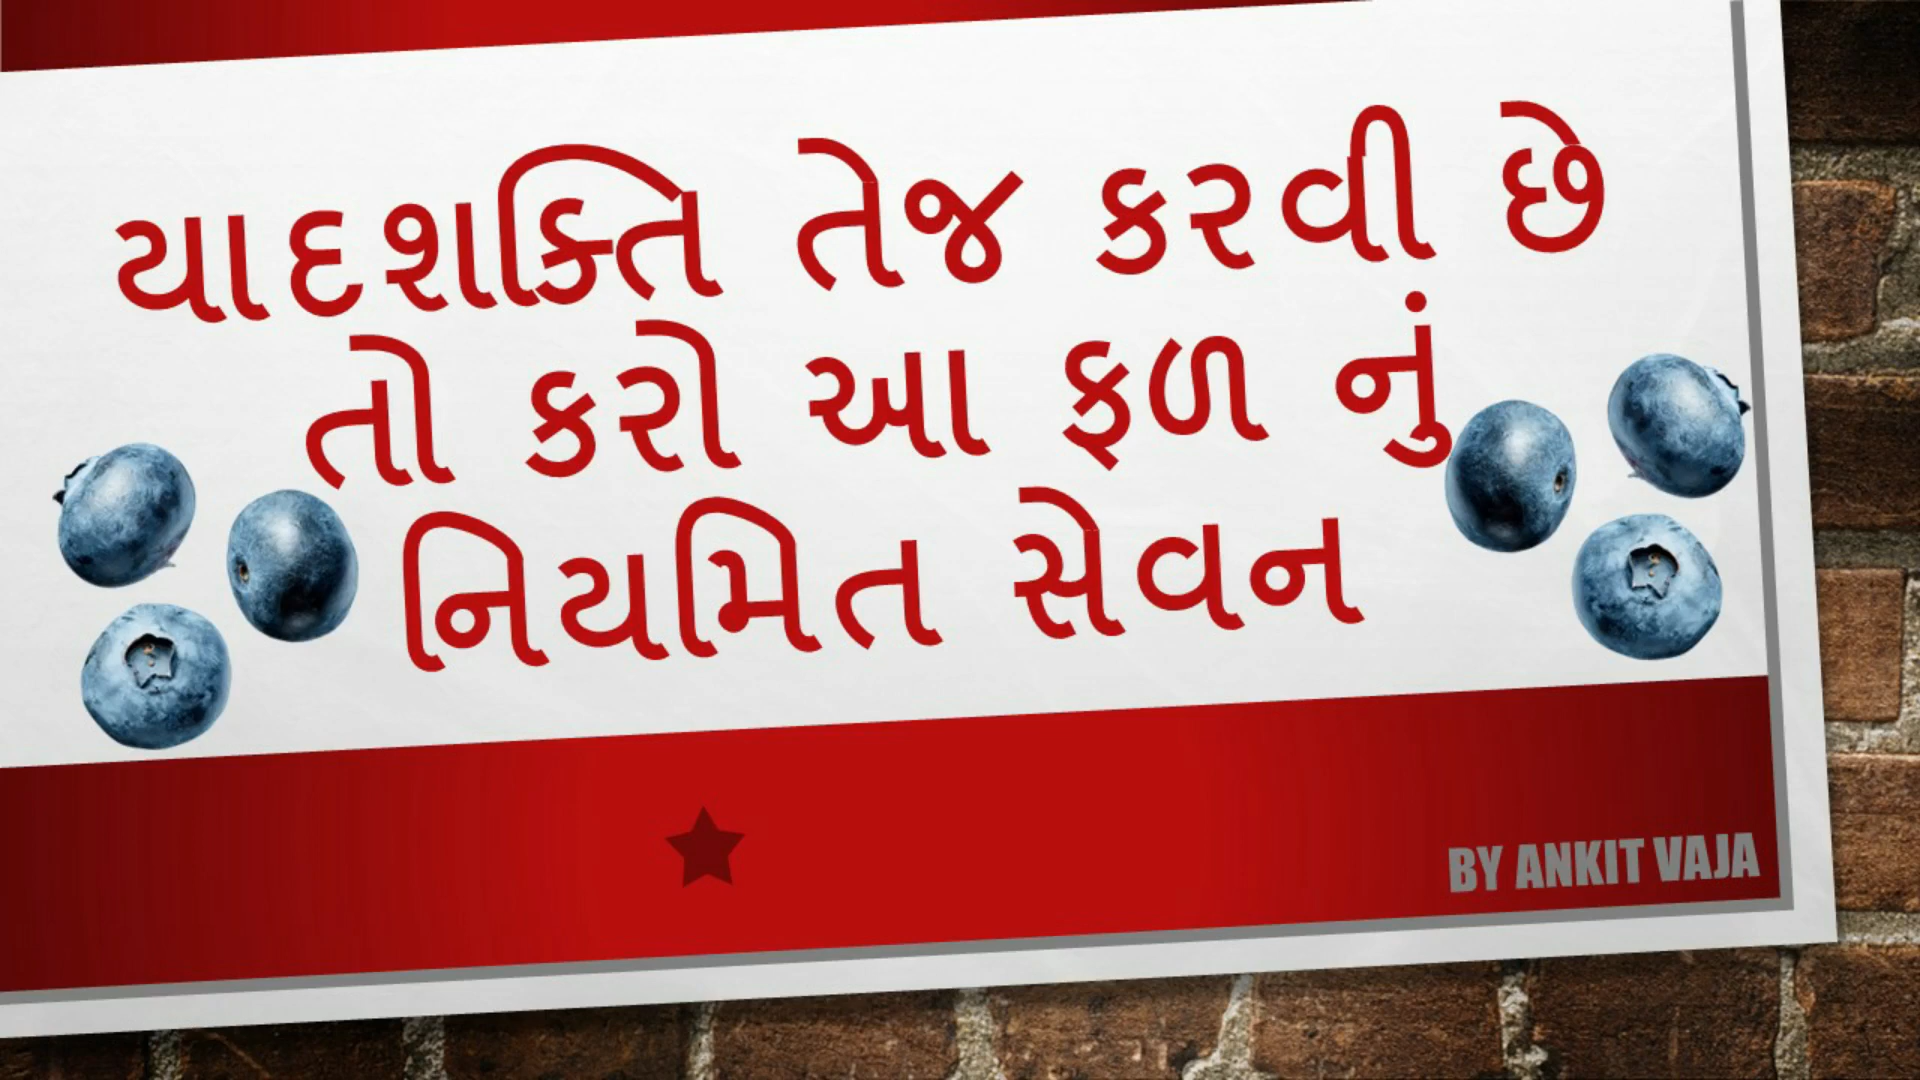 યાદશક્તિ તેજ કરવી છે
તો કરો આ ફળ નું
નિયમિત સેવન
BY ANKIT VAJA